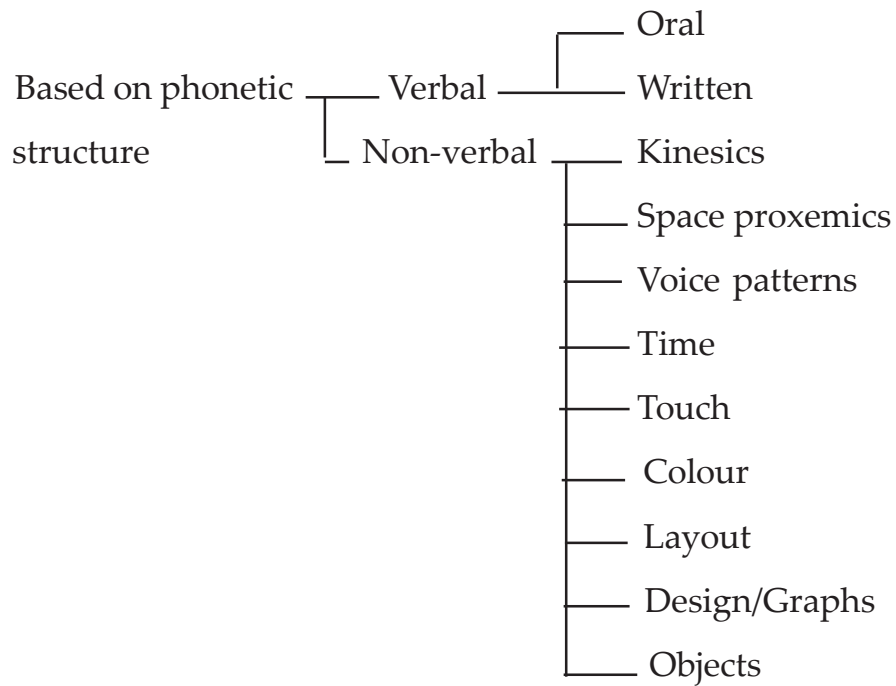 Oral
Based on phonetic Verbal Written
structure Non-verbal Kinesics
Space proxemics
Voice patterns
Time
Touch
Colour
Layout
Design/Graphs
Objects